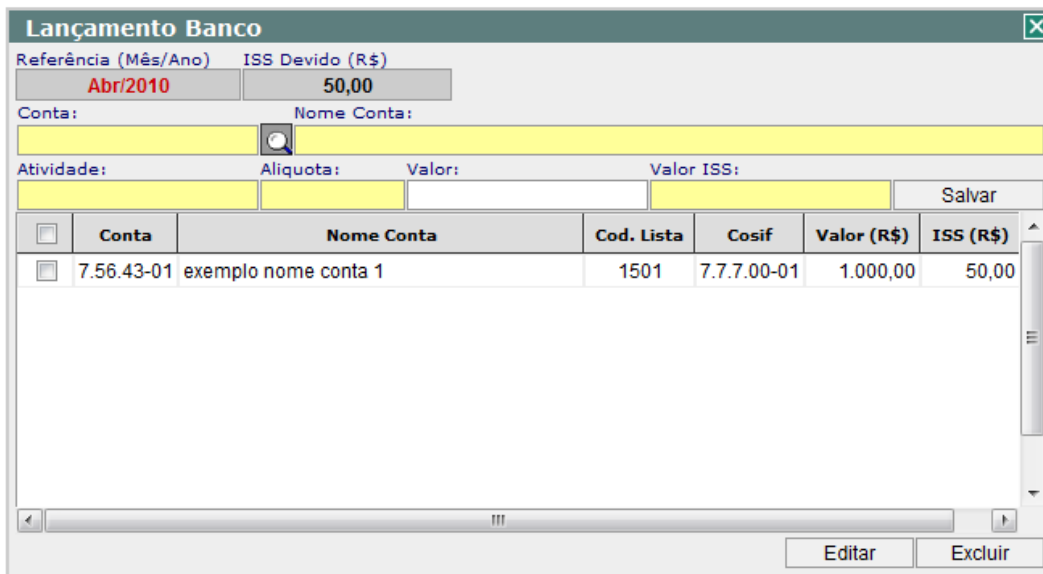 Lançamento Banco
Referência (Mês/Ano) ISS Devido (R$)
Abr/2010 50,00
Conta: Nome Conta:
Atividade: Aliquota: Valor: Valor ISS:
Salvar
Conta Nome Conta Cod. Lista Cosif Valor (R$) ISS (R$)
7.56.43-01 exemplo nome conta 1 1501 7.7.7.00-01 1.000,00 50,00
Editar Excluir